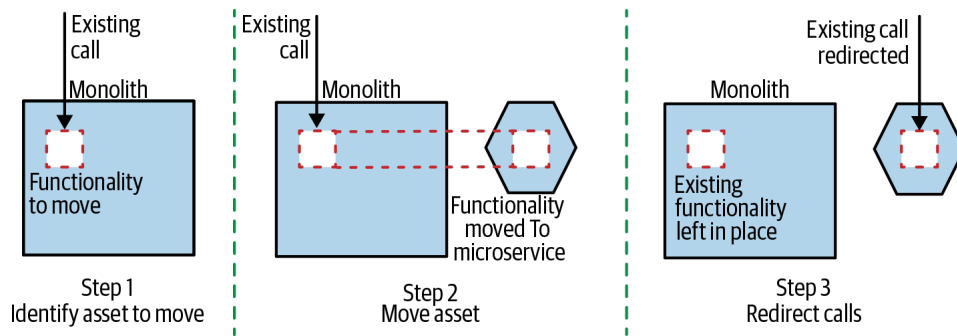 Existing
call
Monolith
Functionality
to move
Step 1
Identify asset to move
Existing
call
Monolith
Functionality
moved To
microservice
Step 2
Move asset
Existing call
redirected
Monolith
Existing
functionality
left in place
Step 3
Redirect calls